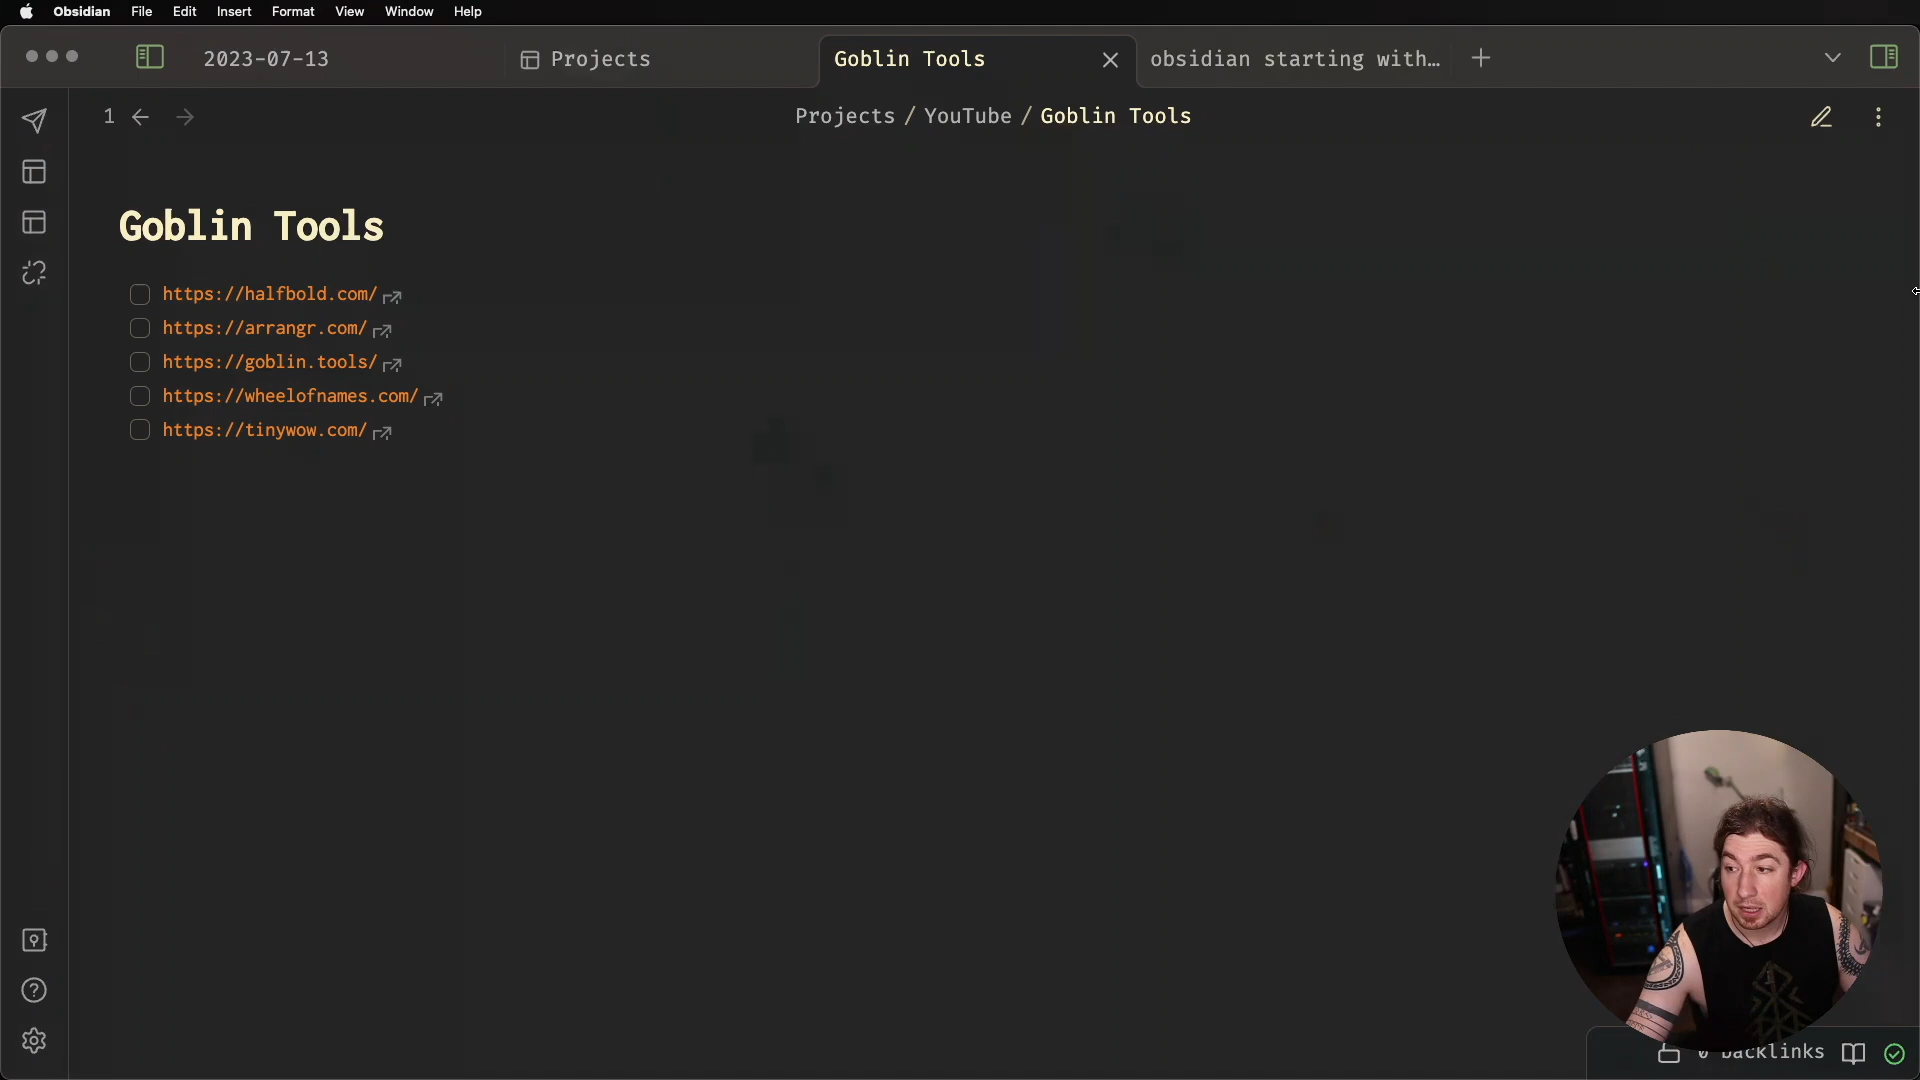 Obsidian File Edit Insert Format View Window Help
2023-07-13 Projects Goblin Tools obsidian starting with…
1 Projects / YouTube / Goblin Tools
Goblin Tools
https://halfbold.com/
https://arrangr.com/
https://goblin.tools/
https://wheelofnames.com/
https://tinywow.com/
0 backlinks